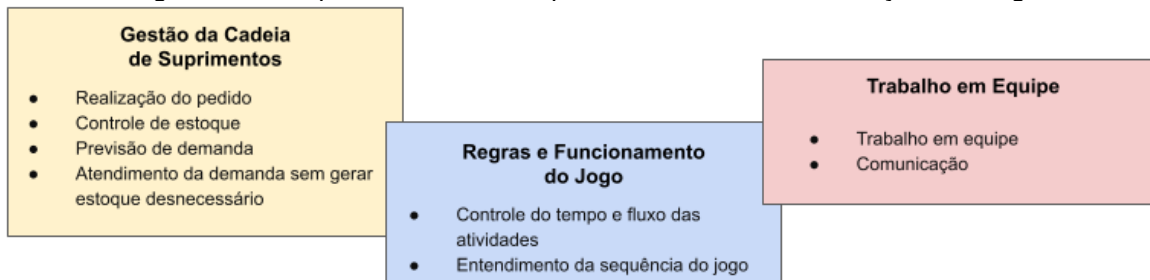 Gestão da Cadeia
de Suprimentos
● Realização do pedido
● Controle de estoque
● Previsão de demanda
● Atendimento da demanda sem gerar
estoque desnecessário
Regras e Funcionamento
do Jogo
● Controle do tempo e fluxo das
atividades
● Entendimento da sequência do jogo
Trabalho em Equipe
● Trabalho em equipe
● Comunicação